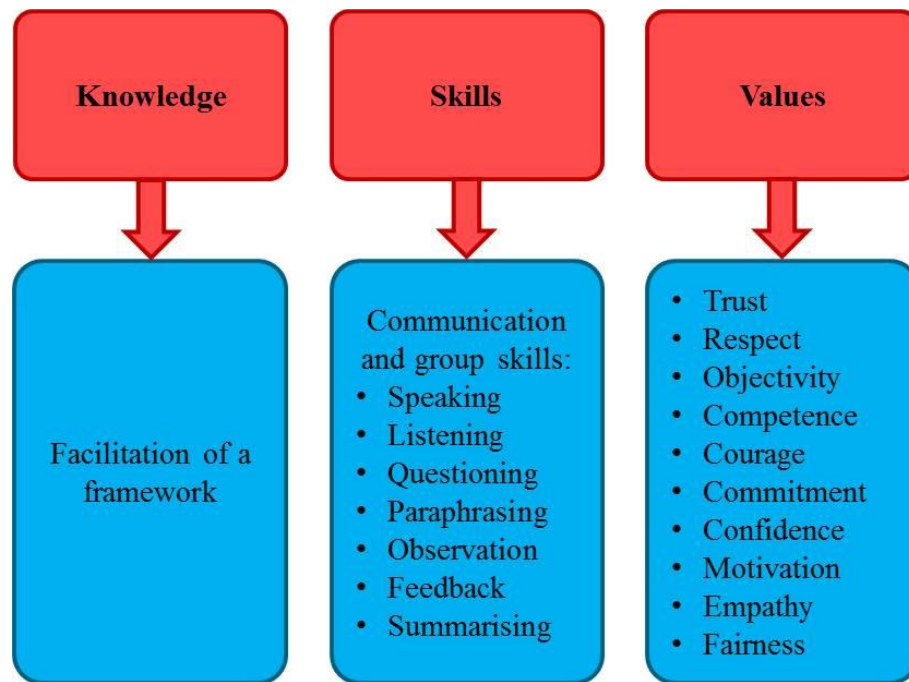 Knowledge
Skills
Values
Facilitation of a
framework
Communication
and group skills:
• Speaking
• Listening
• Questioning
• Paraphrasing
• Observation
• Feedback
• Summarising
• Trust
• Respect
• Objectivity
• Competence
• Courage
• Commitment
• Confidence
• Motivation
• Empathy
• Fairness